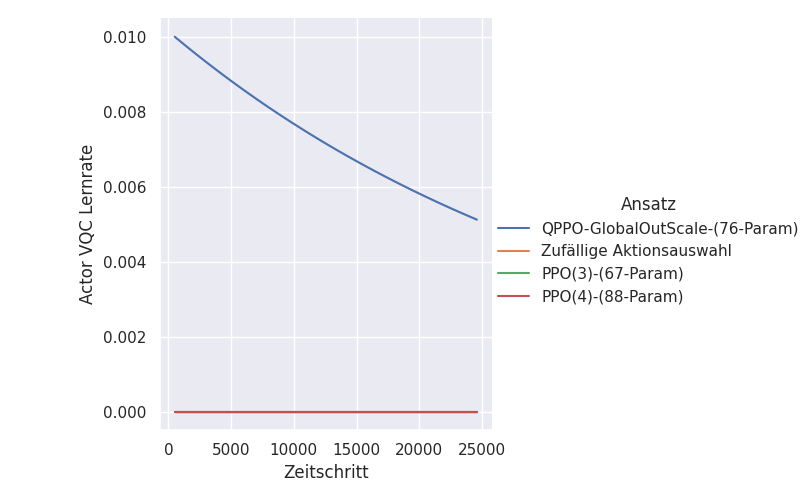 0.010
0.008
0.006
0.004
0.002
0.000
Actor VQC Lernrate
0 5000 10000 15000 20000 25000
Zeitschritt
Ansatz
QPPO-GlobalOutScale-(76-Param)
Zufällige Aktionsauswahl
PPO(3)-(67-Param)
PPO(4)-(88-Param)